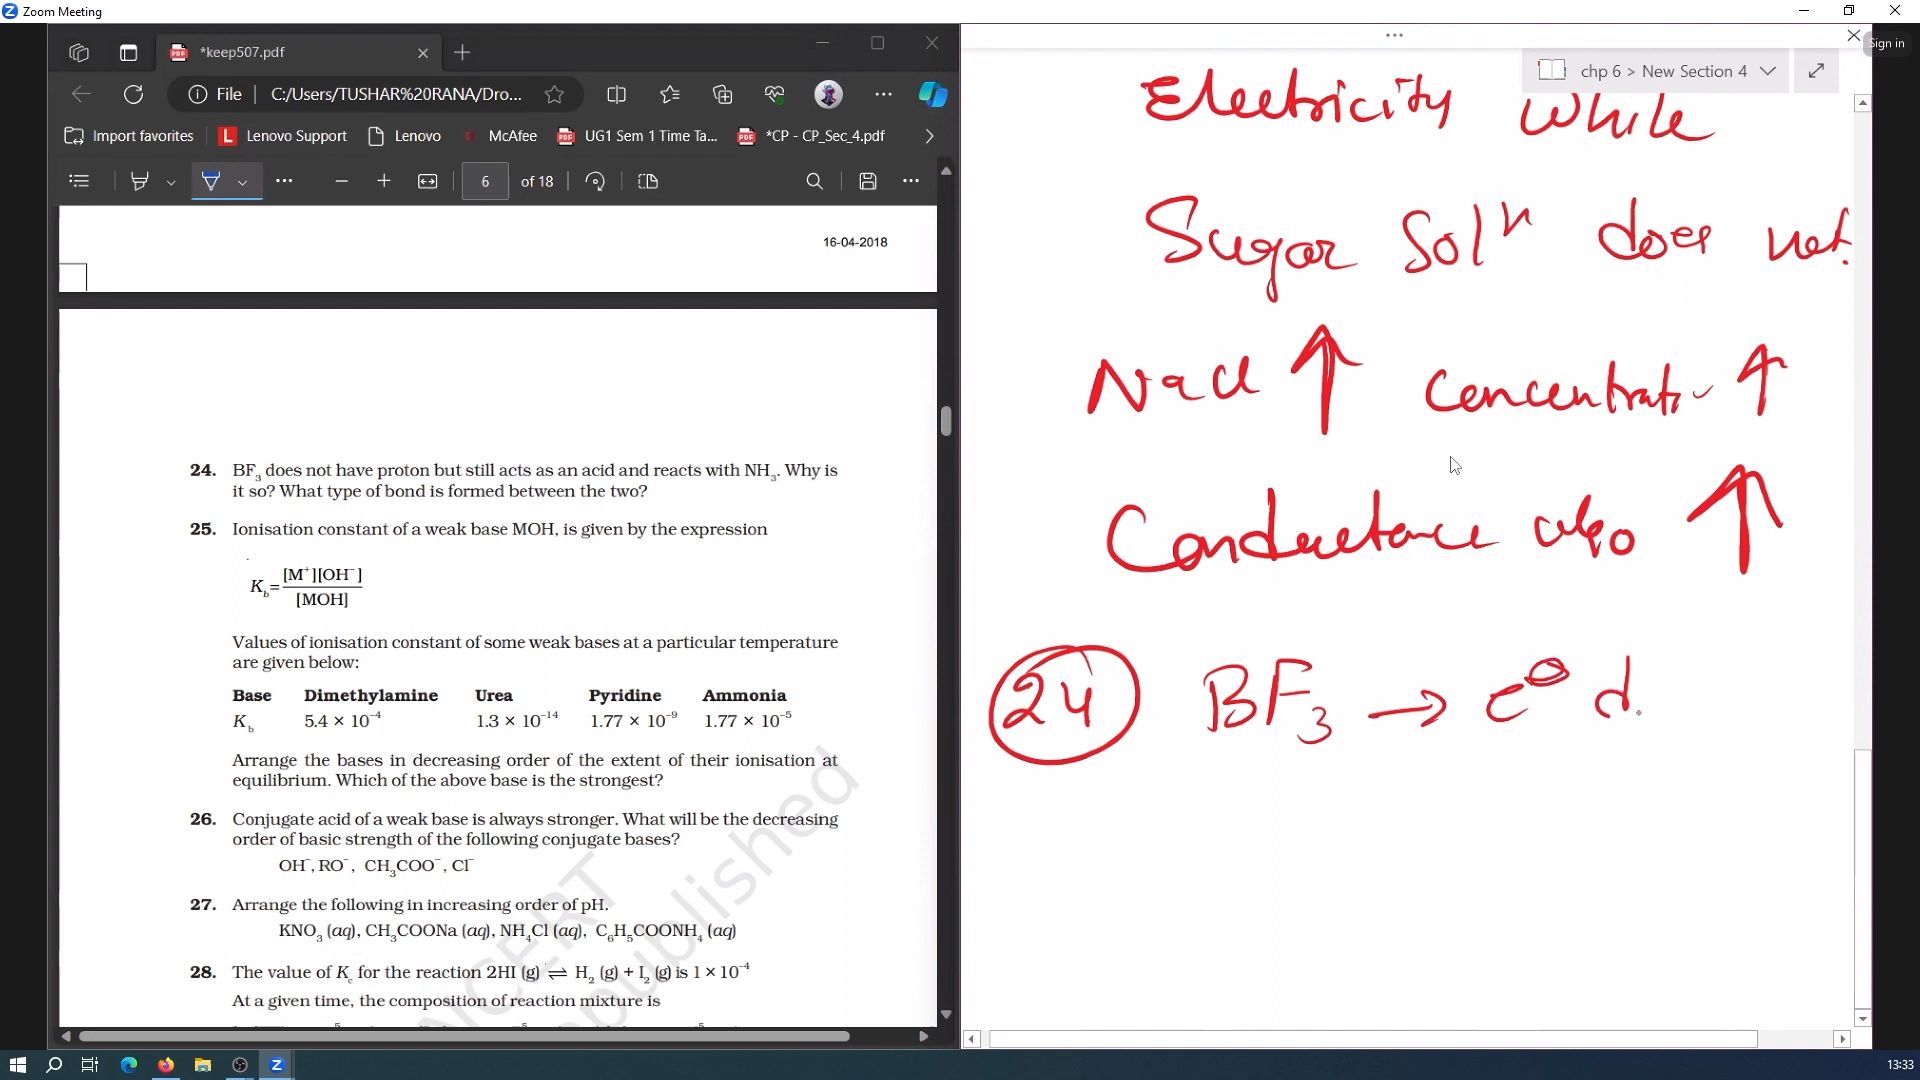 Zoom Meeting
*keep507.pdf
Sign in
File C:/Users/TUSHAR%20RANA/Dro...
chp 6 > New Section 4
Import favorites Lenovo Support Lenovo McAfee UG1 Sem 1 Time Ta... *CP - CP_Sec_4.pdf
6 of 18
16-04-2018
24. BF₃ does not have proton but still acts as an acid and reacts with NH₃. Why is
it so? What type of bond is formed between the two?
25. Ionisation constant of a weak base MOH, is given by the expression
K_b = [M⁺][OH⁻]
[MOH]
Values of ionisation constant of some weak bases at a particular temperature
are given below:
Base Dimethylamine Urea Pyridine Ammonia
K_b 5.4 × 10⁻⁴ 1.3 × 10⁻¹⁴ 1.77 × 10⁻⁹ 1.77 × 10⁻⁵
Arrange the bases in decreasing order of the extent of their ionisation at
equilibrium. Which of the above base is the strongest?
26. Conjugate acid of a weak base is always stronger. What will be the decreasing
order of basic strength of the following conjugate bases?
OH⁻, RO⁻, CH₃COO⁻, Cl⁻
27. Arrange the following in increasing order of pH.
KNO₃ (aq), CH₃COONa (aq), NH₄Cl (aq), C₆H₅COONH₄ (aq)
28. The value of K_c for the reaction 2HI (g) ⇌ H₂ (g) + I₂ (g) is 1 × 10⁻⁴
At a given time, the composition of reaction mixture is
NCERT
republished
Electricity While
Sugar Solⁿ does not.
NaCl ↑ Concentrati ↑
Conductance also ↑
24 BF₃ → e⊖ d
13:33